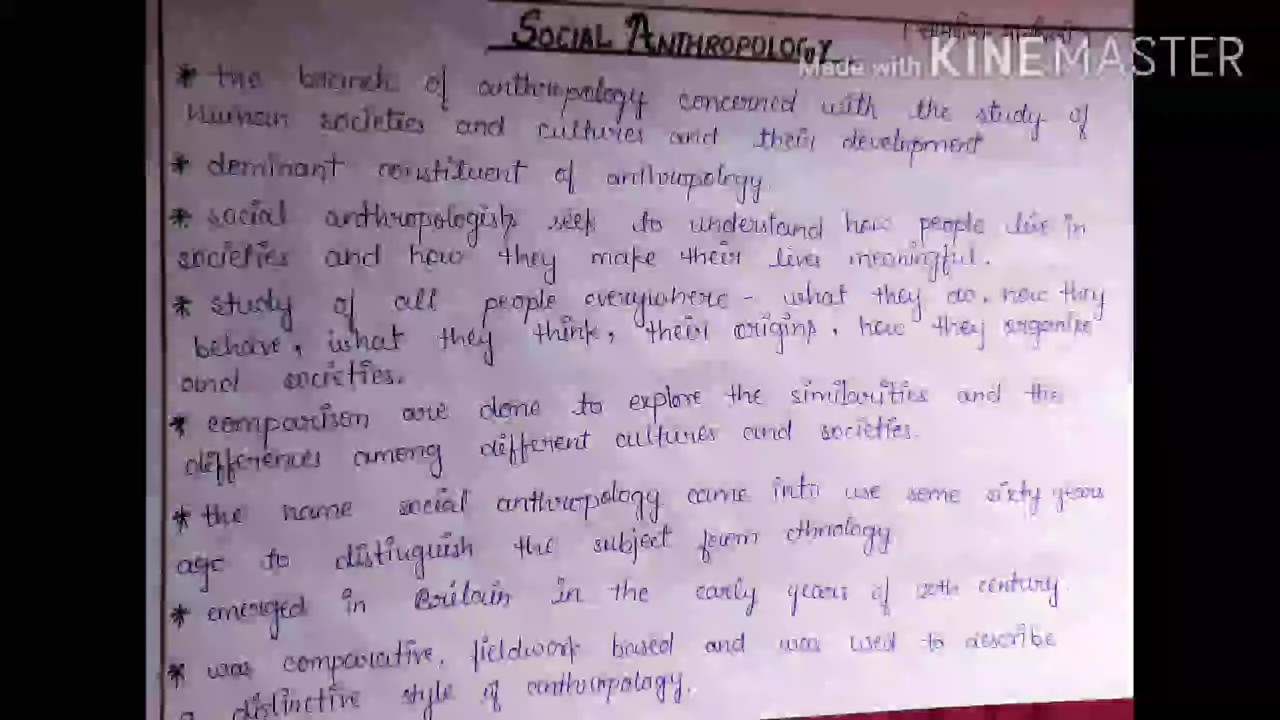 SOCIAL ANTHROPOLOGY
Made with KINEMASTER
* the branch of anthropology concerned with the study of
Human societies and cultures and their development
* deminant constituent of anthropology
* social anthropologists seek to understand how people live in
societies and how they make their lives meaningful.
* study of all people everywhere - what they do, how they
behave, what they think, their origins, how they organise
and societies.
* comparison are done to explore the similarities and the
differences among different cultures and societies.
* the name social anthropology came into use some sixty years
ago to distinguish the subject from ethnology
* emerged in Britain in the early years of 20th century
* was comparative, fieldwork based and was used to describe
a distinctive style of anthropology.